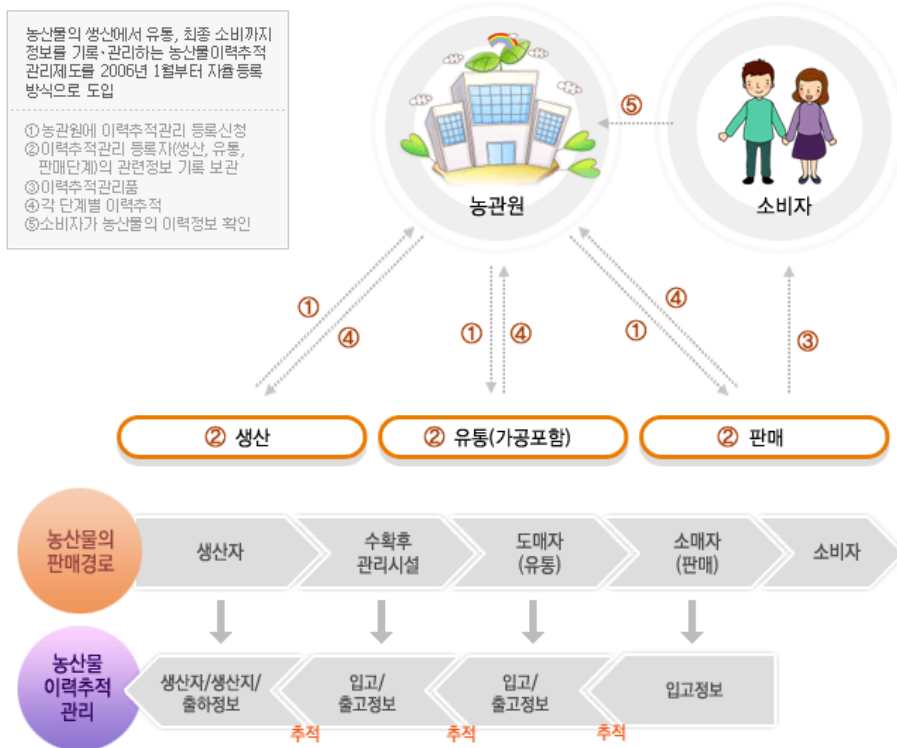 농산물의 생산에서 유통, 최종 소비까지
정보를 기록·관리하는 농산물이력추적
관리제도를 2006년 1월부터 자율등록
방식으로 도입
①농관원에 이력추적관리 등록신청
②이력추적관리 등록자(생산, 유통,
판매단계)의 관련정보 기록 보관
③이력추적관리품
④각 단계별 이력추적
⑤소비자가 농산물의 이력정보 확인
농관원
⑤
소비자
①
④
①
④
④
①
③
② 생산
② 유통(가공포함)
② 판매
농산물의
판매경로
생산자
수확후
관리시설
도매자
(유통)
소매자
(판매)
소비자
농산물
이력추적
관리
생산자/생산지/
출하정보
추적
입고/
출고정보
추적
입고/
출고정보
추적
입고정보